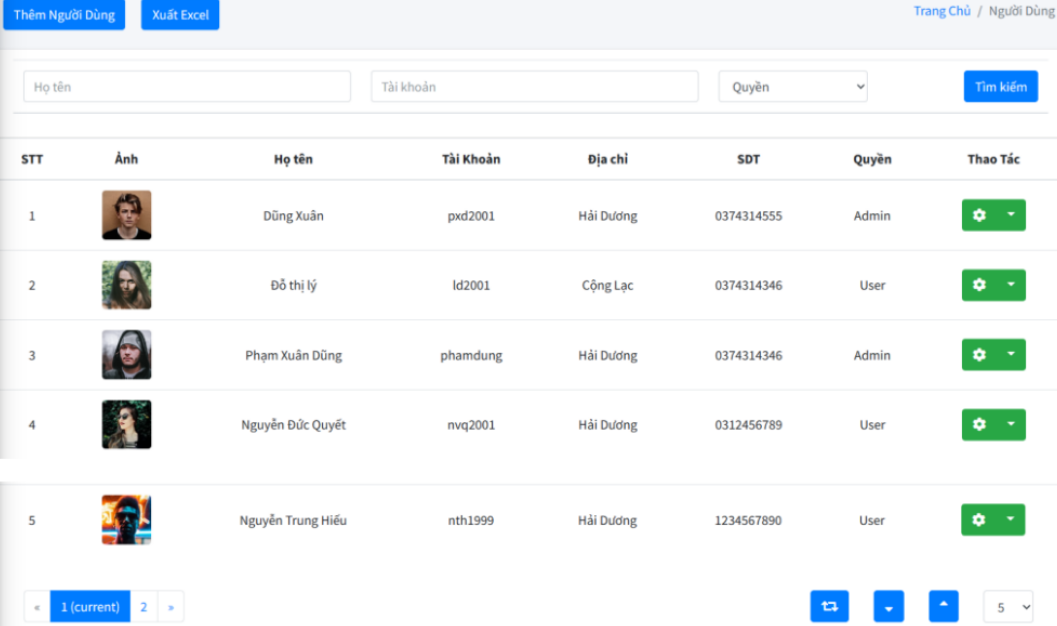 Thêm Người Dùng Xuất Excel Trang Chủ / Người Dùng
Họ tên Tài khoản Quyền Tìm kiếm
STT Ảnh Họ tên Tài Khoản Địa chỉ SDT Quyền Thao Tác
1 Dũng Xuân pxd2001 Hải Dương 0374314555 Admin
2 Đỗ thị lý ld2001 Cộng Lạc 0374314346 User
3 Phạm Xuân Dũng phamdung Hải Dương 0374314346 Admin
4 Nguyễn Đức Quyết nvq2001 Hải Dương 0312456789 User
5 Nguyễn Trung Hiếu nth1999 Hải Dương 1234567890 User
« 1 (current) 2 » 5